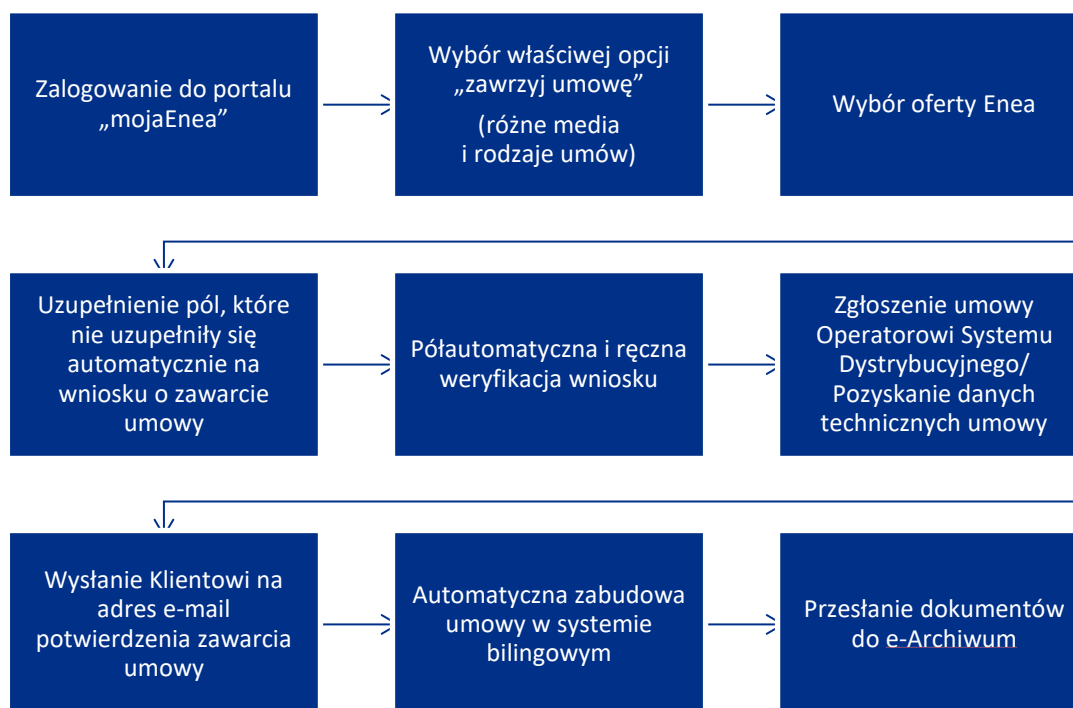 Zalogowanie do portalu
„mojaEnea”
Wybór właściwej opcji
„zawrzyj umowę”
(różne media
i rodzaje umów)
Wybór oferty Enea
Uzupełnienie pól, które
nie uzupełniły się
automatycznie na
wniosku o zawarcie
umowy
Półautomatyczna i ręczna
weryfikacja wniosku
Zgłoszenie umowy
Operatorowi Systemu
Dystrybucyjnego/
Pozyskanie danych
technicznych umowy
Wysłanie Klientowi na
adres e-mail
potwierdzenia zawarcia
umowy
Automatyczna zabudowa
umowy w systemie
bilingowym
Przesłanie dokumentów
do e-Archiwum